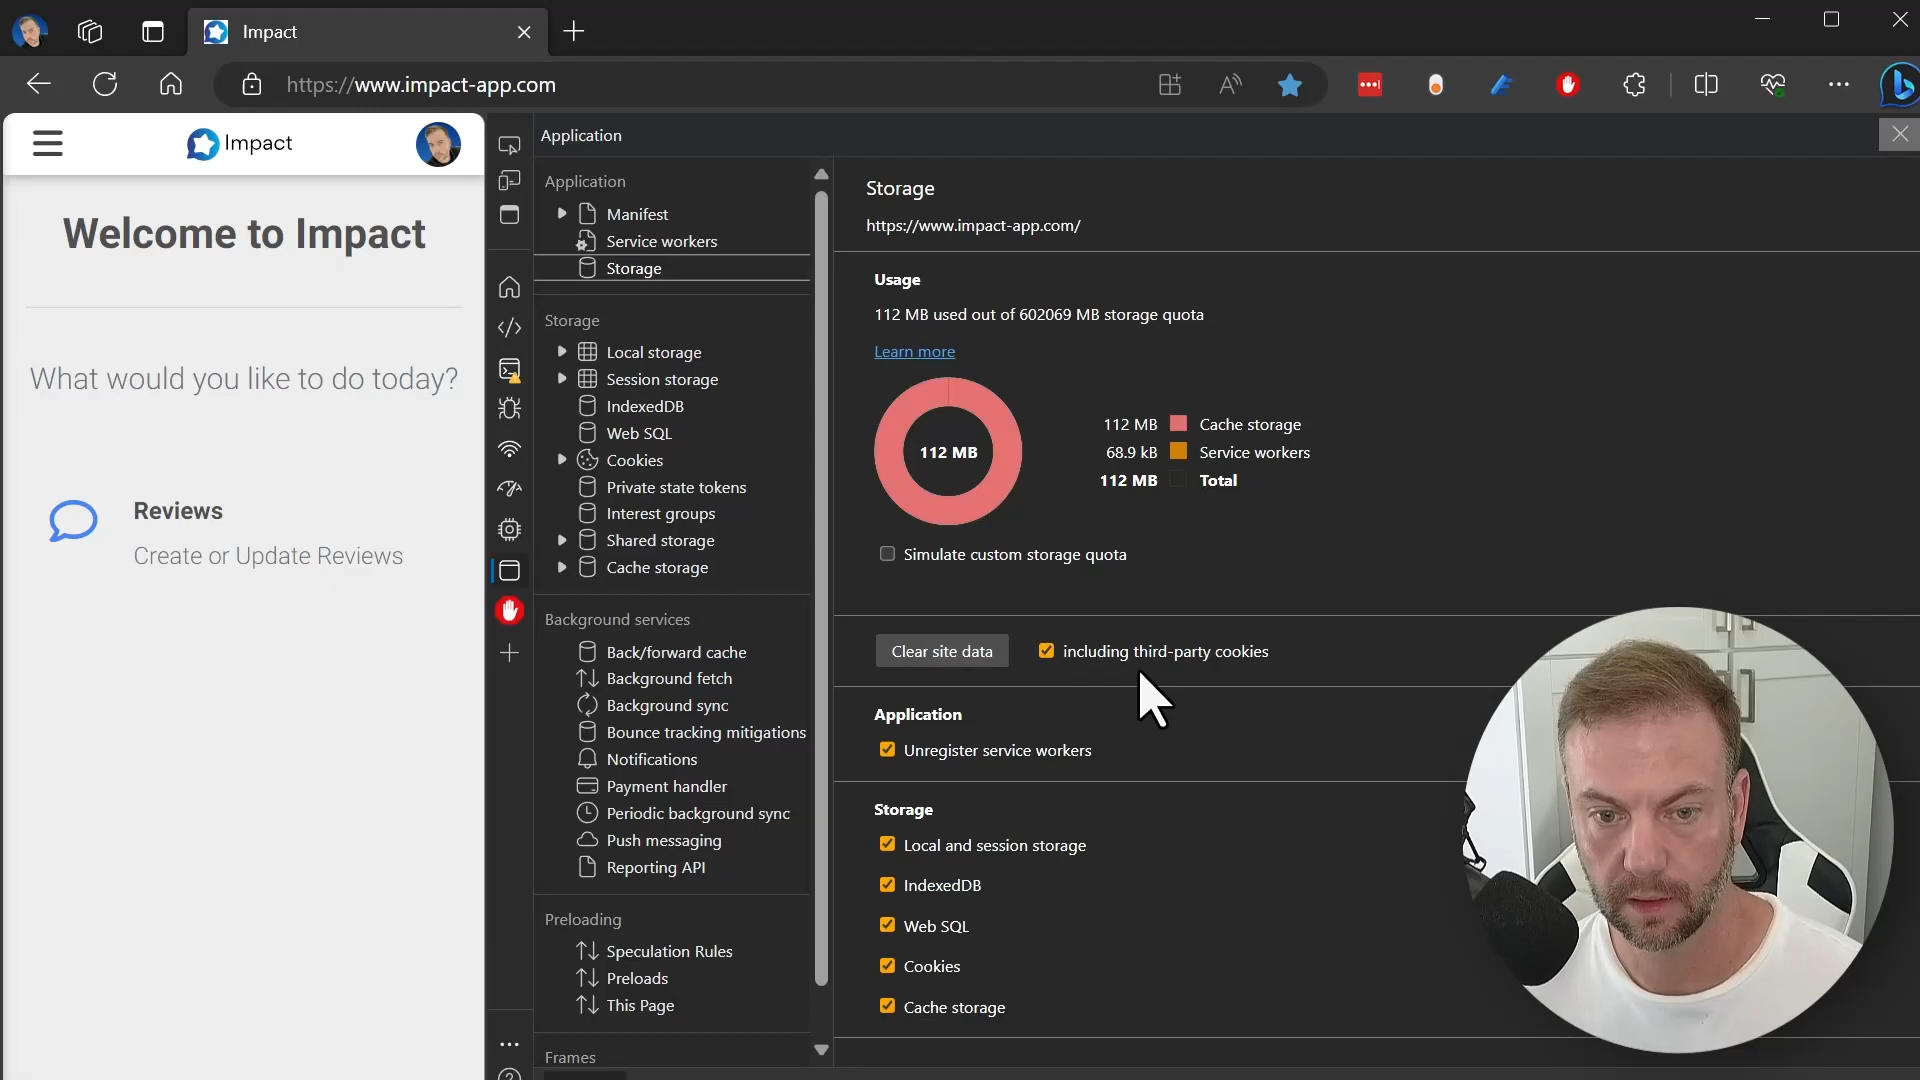 Impact
https://www.impact-app.com
A
Impact
Welcome to Impact
What would you like to do today?
Reviews
Create or Update Reviews
Application
Application
Manifest
Service workers
Storage
Storage
Local storage
Session storage
IndexedDB
Web SQL
Cookies
Private state tokens
Interest groups
Shared storage
Cache storage
Background services
Back/forward cache
Background fetch
Background sync
Bounce tracking mitigations
Notifications
Payment handler
Periodic background sync
Push messaging
Reporting API
Preloading
Speculation Rules
Preloads
This Page
Frames
Storage
https://www.impact-app.com/
Usage
112 MB used out of 602069 MB storage quota
Learn more
112 MB
112 MB Cache storage
68.9 kB Service workers
112 MB Total
Simulate custom storage quota
Clear site data
including third-party cookies
Application
Unregister service workers
Storage
Local and session storage
IndexedDB
Web SQL
Cookies
Cache storage